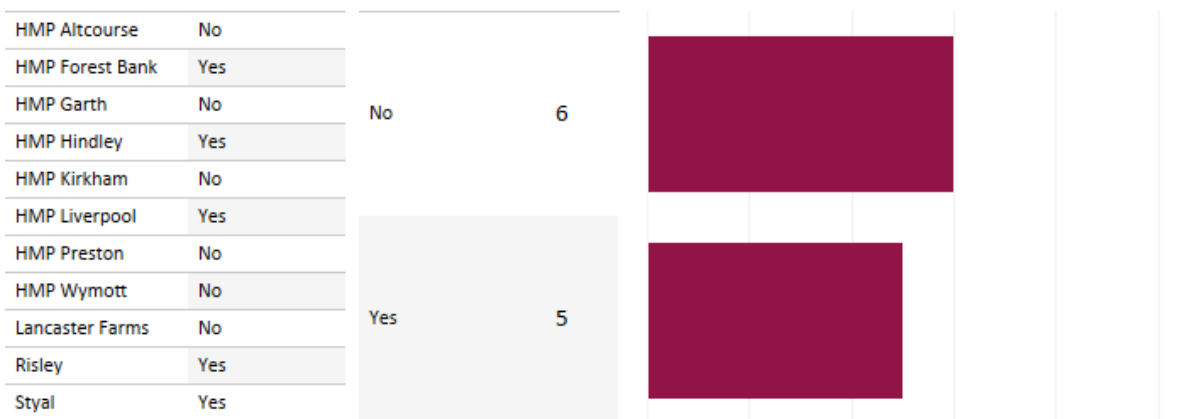 HMP Altcourse No
HMP Forest Bank Yes
HMP Garth No
HMP Hindley Yes
HMP Kirkham No
HMP Liverpool Yes
HMP Preston No
HMP Wymott No
Lancaster Farms No
Risley Yes
Styal Yes
No 6
Yes 5